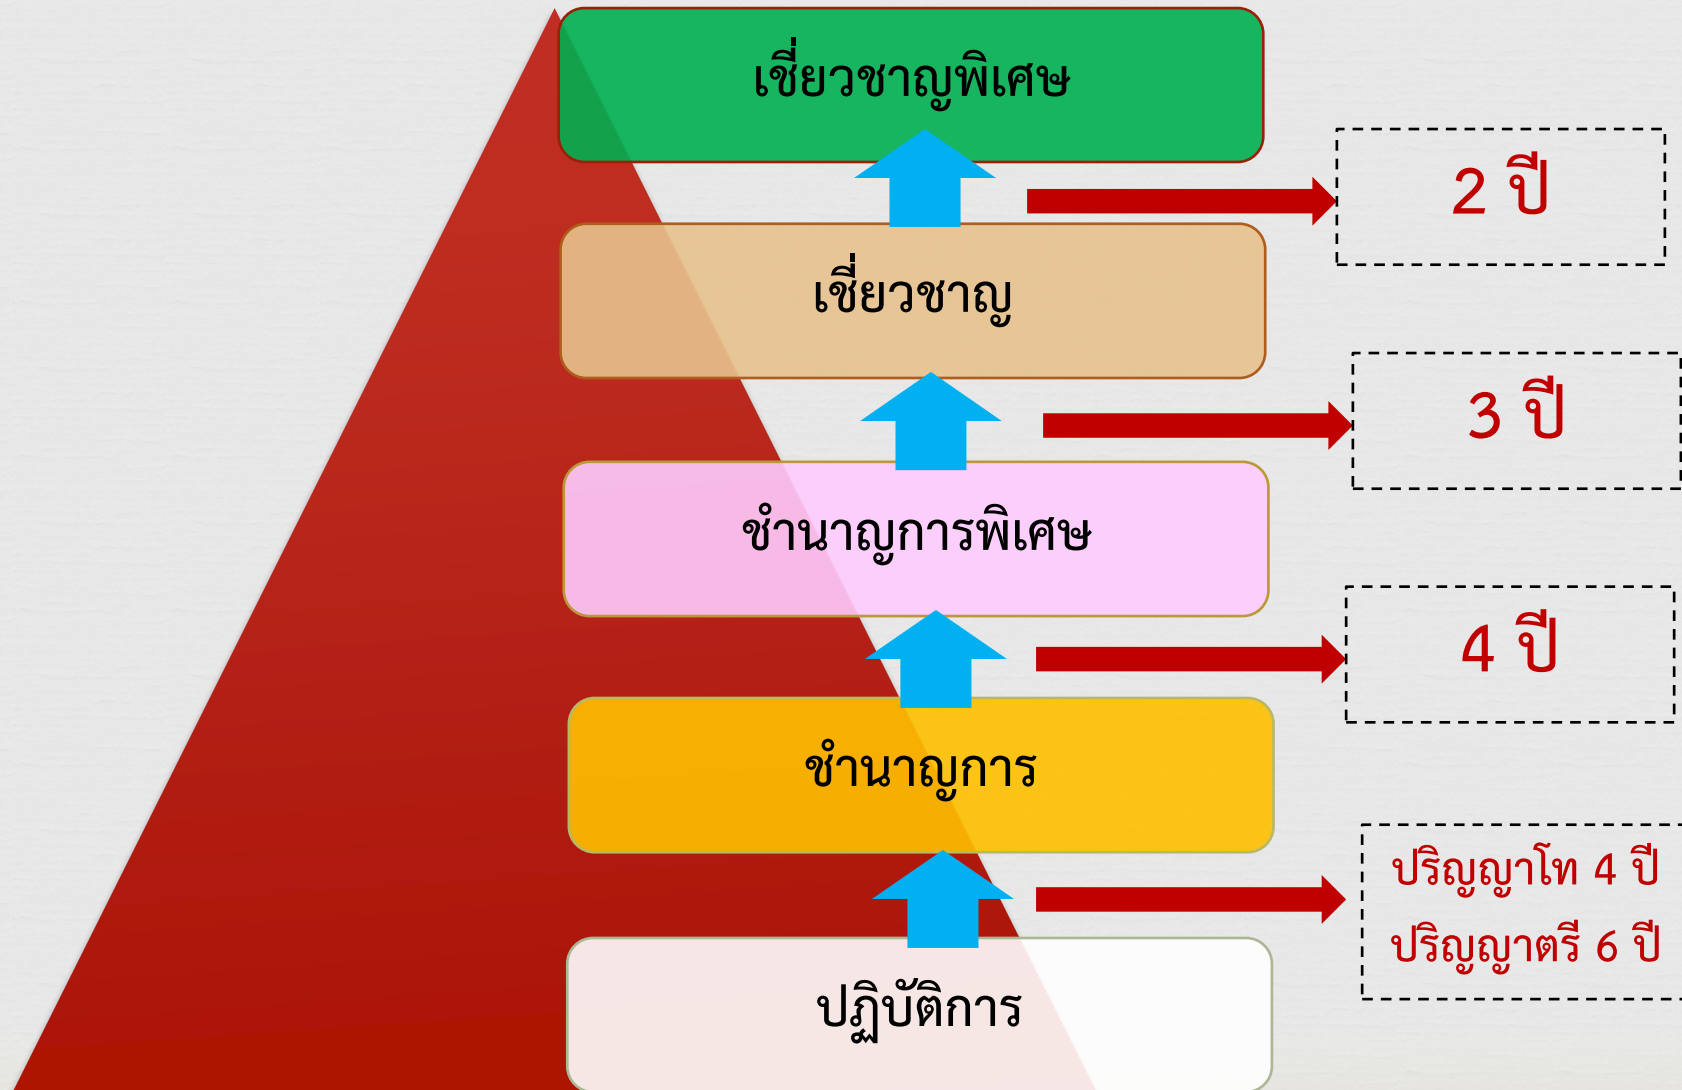 เชี่ยวชาญพิเศษ
2 ปี
เชี่ยวชาญ
3 ปี
ชำนาญการพิเศษ
4 ปี
ชำนาญการ
ปริญญาโท 4 ปี
ปริญญาตรี 6 ปี
ปฏิบัติการ